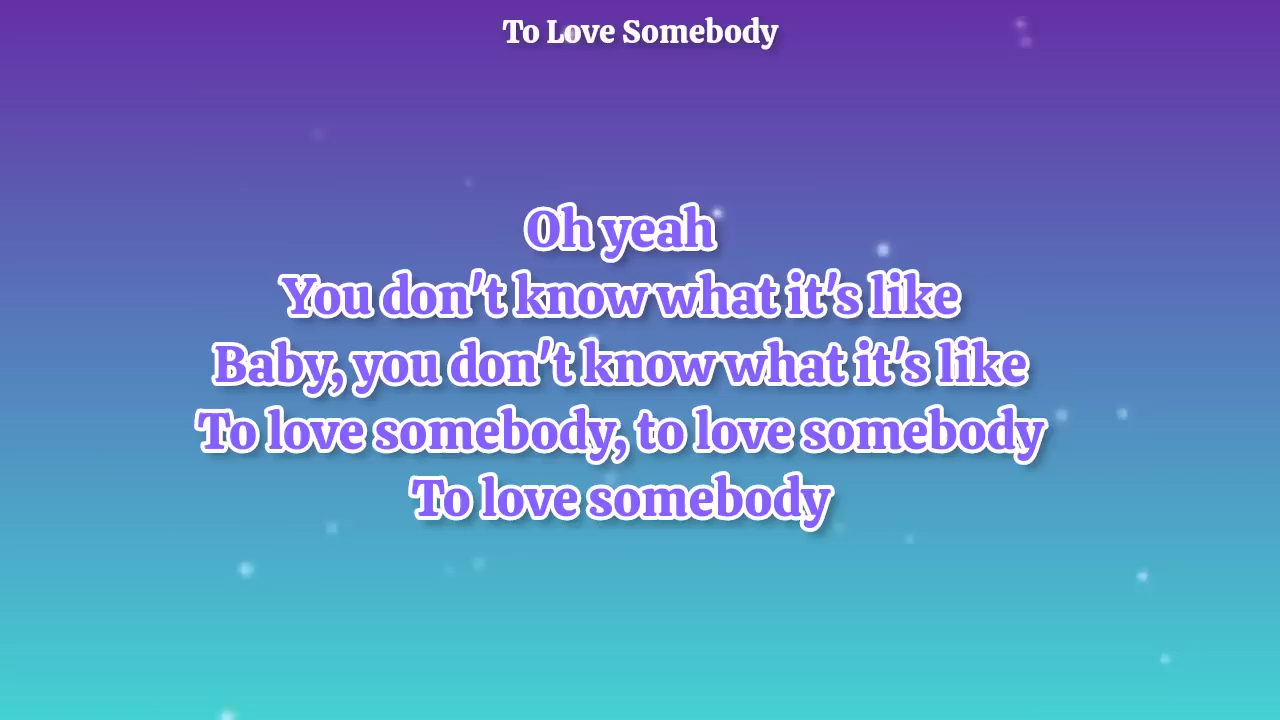 To Love Somebody
Oh yeah
You don't know what it's like
Baby, you don't know what it's like
To love somebody, to love somebody
To love somebody